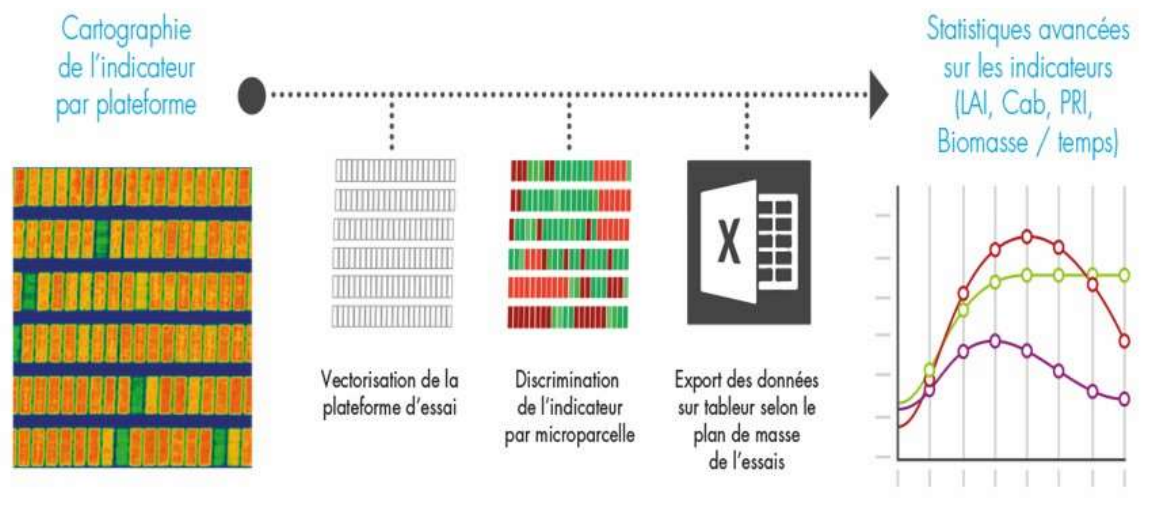 Cartographie
de l'indicateur
par plateforme
Statistiques avancées
sur les indicateurs
(LAI, Cab, PRI,
Biomasse / temps)
X
Vectorisation de la
plateforme d'essai
Discrimination
de l'indicateur
par microparcelle
Export des données
sur tableur selon le
plan de masse
de l'essais